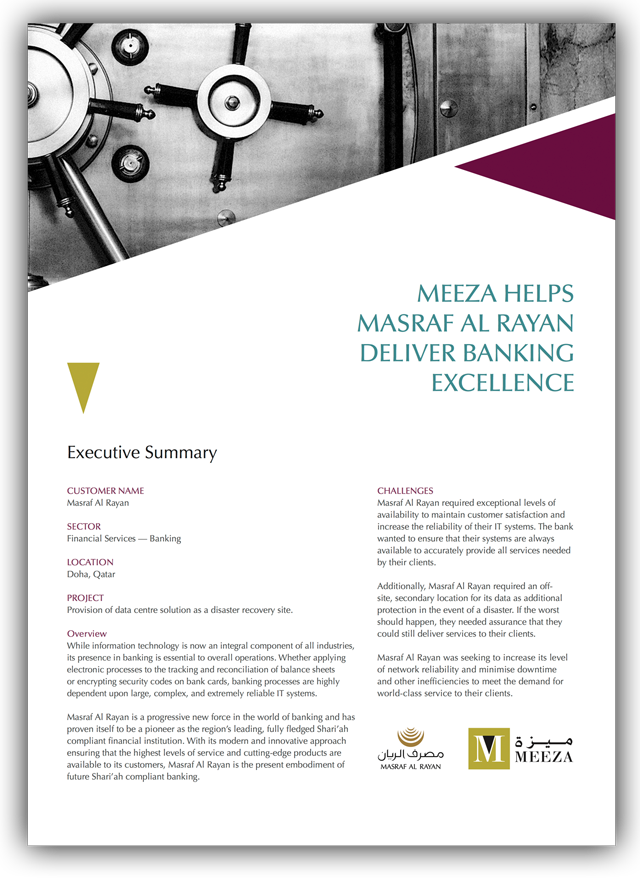 MEEZA HELPS
MASRAF AL RAYAN
DELIVER BANKING
EXCELLENCE
Executive Summary
CUSTOMER NAME
Masraf Al Rayan
SECTOR
Financial Services — Banking
LOCATION
Doha, Qatar
PROJECT
Provision of data centre solution as a disaster recovery site.
Overview
While information technology is now an integral component of all industries,
its presence in banking is essential to overall operations. Whether applying
electronic processes to the tracking and reconciliation of balance sheets
or encrypting security codes on bank cards, banking processes are highly
dependent upon large, complex, and extremely reliable IT systems.
Masraf Al Rayan is a progressive new force in the world of banking and has
proven itself to be a pioneer as the region's leading, fully fledged Shari'ah
compliant financial institution. With its modern and innovative approach
ensuring that the highest levels of service and cutting-edge products are
available to its customers, Masraf Al Rayan is the present embodiment of
future Shari'ah compliant banking.
CHALLENGES
Masraf Al Rayan required exceptional levels of
availability to maintain customer satisfaction and
increase the reliability of their IT systems. The bank
wanted to ensure that their systems are always
available to accurately provide all services needed
by their clients.
Additionally, Masraf Al Rayan required an off-
site, secondary location for its data as additional
protection in the event of a disaster. If the worst
should happen, they needed assurance that they
could still deliver services to their clients.
Masraf Al Rayan was seeking to increase its level
of network reliability and minimise downtime
and other inefficiencies to meet the demand for
world-class service to their clients.
مصرف الريان
MASRAF AL RAYAN
M
ميزة
MEEZA